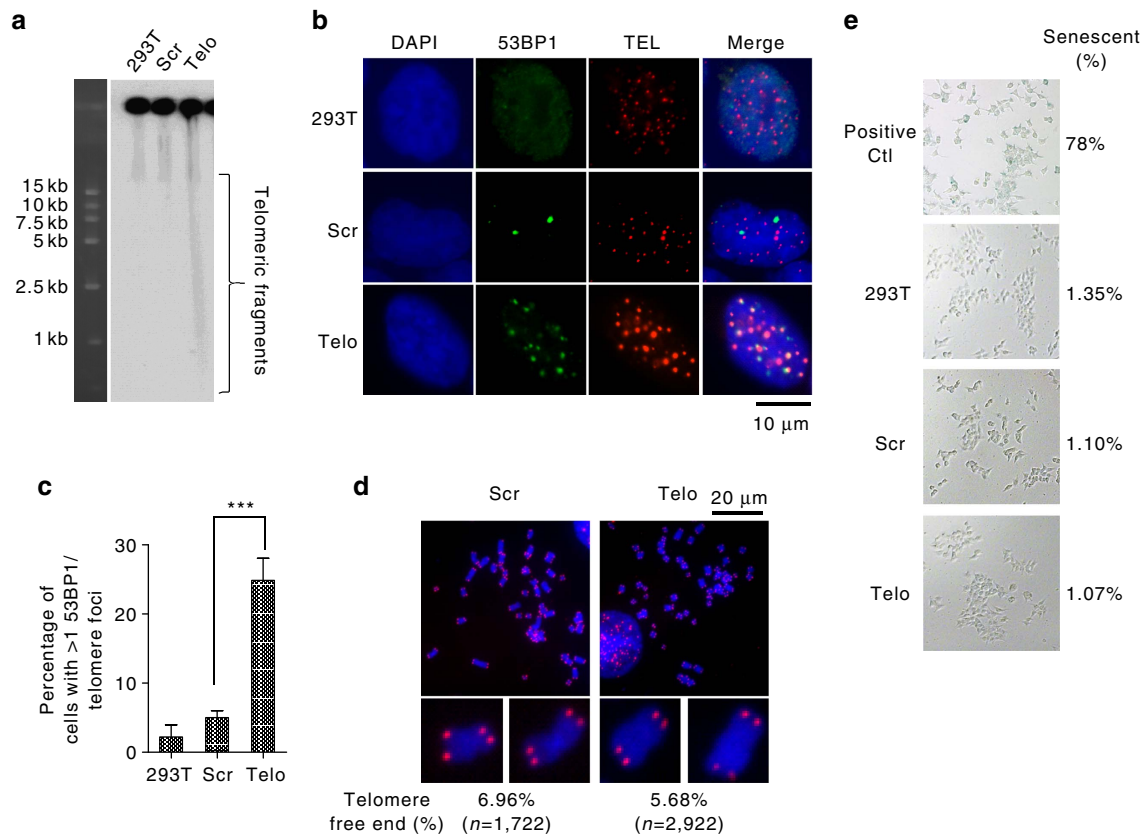 a
293T Scr Telo
15 kb
10 kb
7.5 kb
5 kb
2.5 kb
1 kb
Telomeric fragments
b
DAPI 53BP1 TEL Merge
293T
Scr
Telo
10 μm
c
***
Percentage of
cells with >1 53BP1/
telomere foci
30
20
10
0
293T Scr Telo
d
Scr Telo 20 μm
Telomere
free end (%)
6.96%
(n=1,722)
5.68%
(n=2,922)
e
Senescent
(%)
Positive
Ctl
78%
293T 1.35%
Scr 1.10%
Telo 1.07%